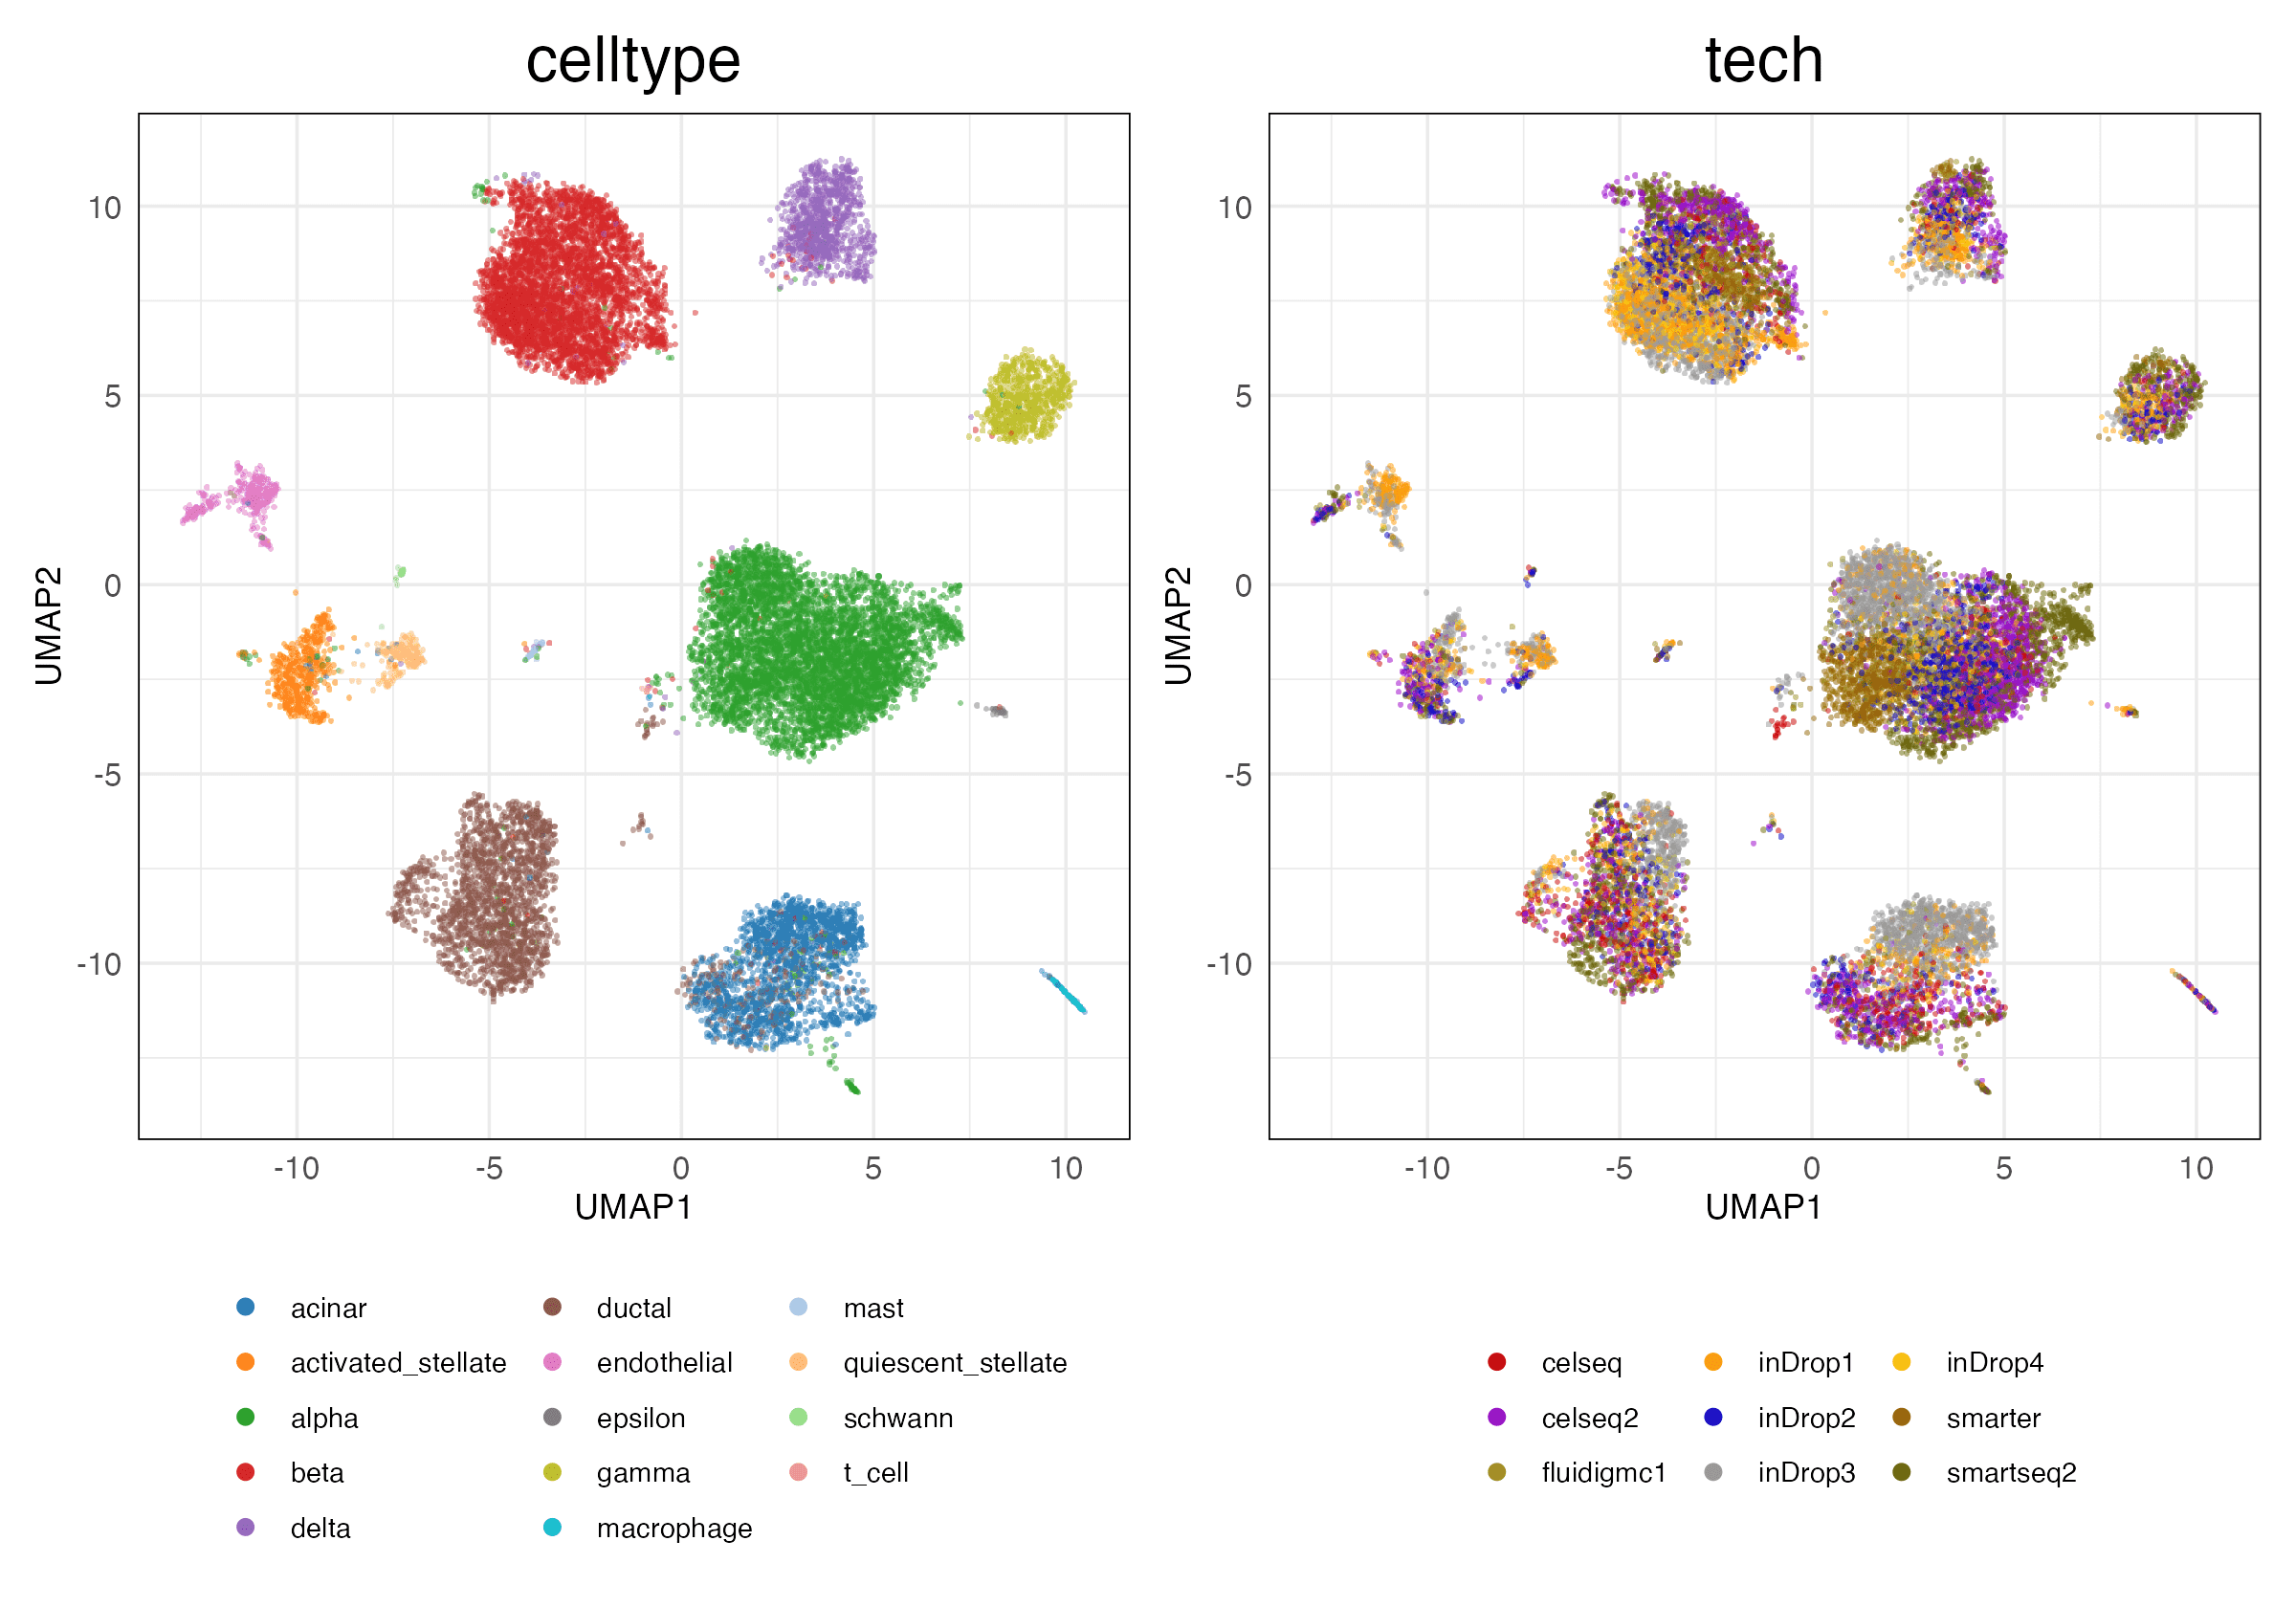 celltype
tech
10
5
0
-5
-10
UMAP2
-10 -5 0 5 10
UMAP1
10
5
0
-5
-10
UMAP2
-10 -5 0 5 10
UMAP1
acinar
activated_stellate
alpha
beta
delta
ductal
endothelial
epsilon
gamma
macrophage
mast
quiescent_stellate
schwann
t_cell
celseq
celseq2
fluidigmc1
inDrop1
inDrop2
inDrop3
inDrop4
smarter
smartseq2